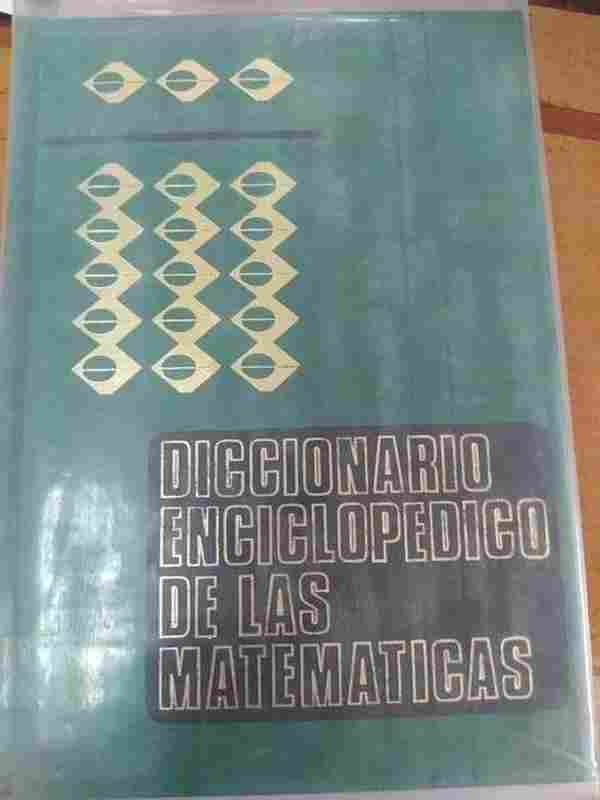 DICCIONARIO
ENCICLOPEDICO
DE LAS
MATEMATICAS